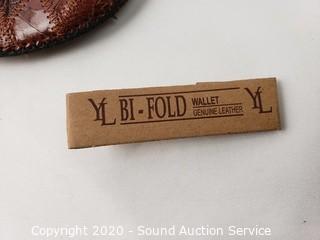 YL BI - FOLD WALLET YL
GENUINE LEATHER
Copyright 2020 - Sound Auction Service